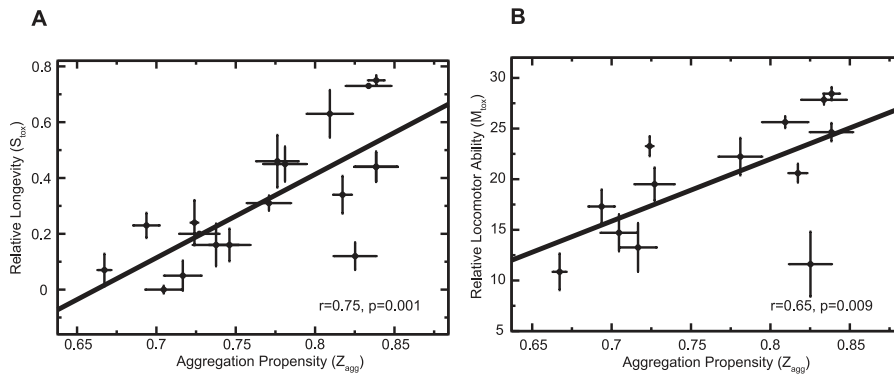 A
Relative Longevity (Stox)
0.8
0.6
0.4
0.2
0
r=0.75, p=0.001
0.65 0.7 0.75 0.8 0.85
Aggregation Propensity (Zagg)
B
Relative Locomotor Ability (Mtox)
30
25
20
15
10
5
r=0.65, p=0.009
0.65 0.7 0.75 0.8 0.85
Aggregation Propensity (Zagg)